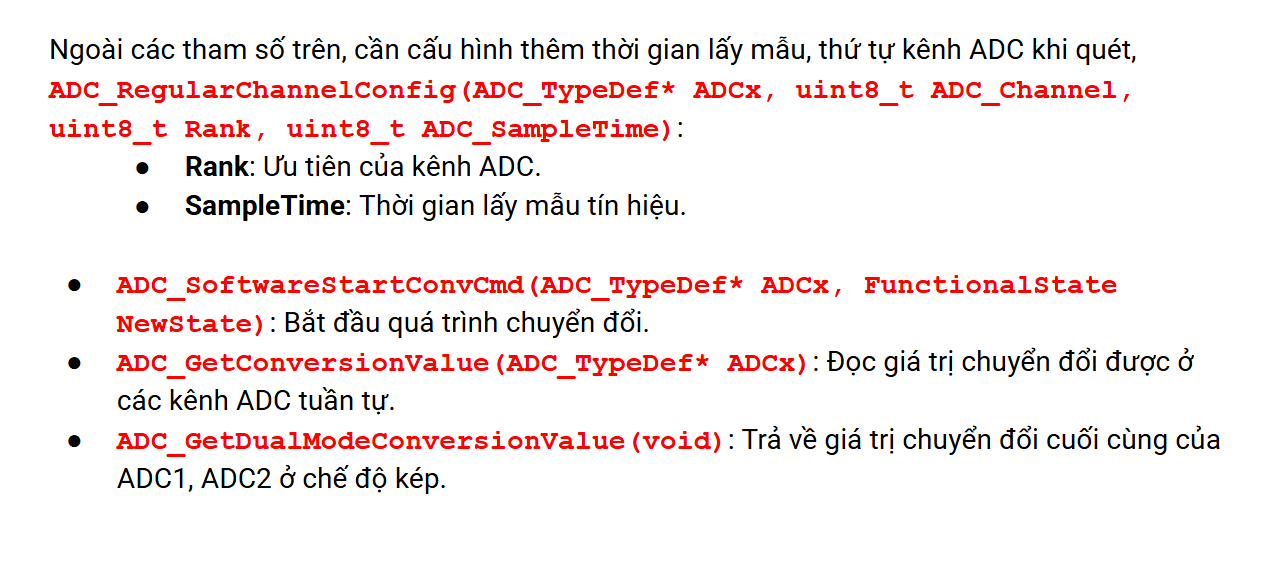 Ngoài các tham số trên, cần cấu hình thêm thời gian lấy mẫu, thứ tự kênh ADC khi quét,
ADC_RegularChannelConfig(ADC_TypeDef* ADCx, uint8_t ADC_Channel,
uint8_t Rank, uint8_t ADC_SampleTime):
● Rank: Ưu tiên của kênh ADC.
● SampleTime: Thời gian lấy mẫu tín hiệu.
● ADC_SoftwareStartConvCmd(ADC_TypeDef* ADCx, FunctionalState
NewState): Bắt đầu quá trình chuyển đổi.
● ADC_GetConversionValue(ADC_TypeDef* ADCx): Đọc giá trị chuyển đổi được ở
các kênh ADC tuần tự.
● ADC_GetDualModeConversionValue(void): Trả về giá trị chuyển đổi cuối cùng của
ADC1, ADC2 ở chế độ kép.